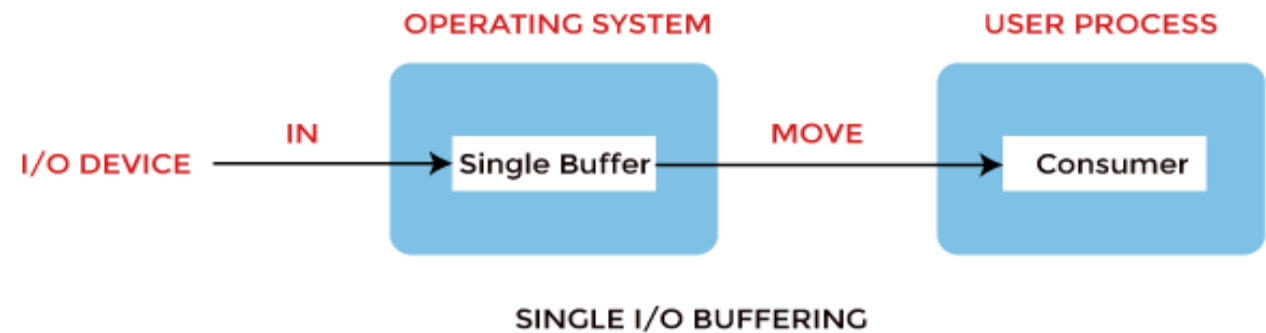 OPERATING SYSTEM
USER PROCESS
I/O DEVICE
IN
Single Buffer
MOVE
Consumer
SINGLE I/O BUFFERING